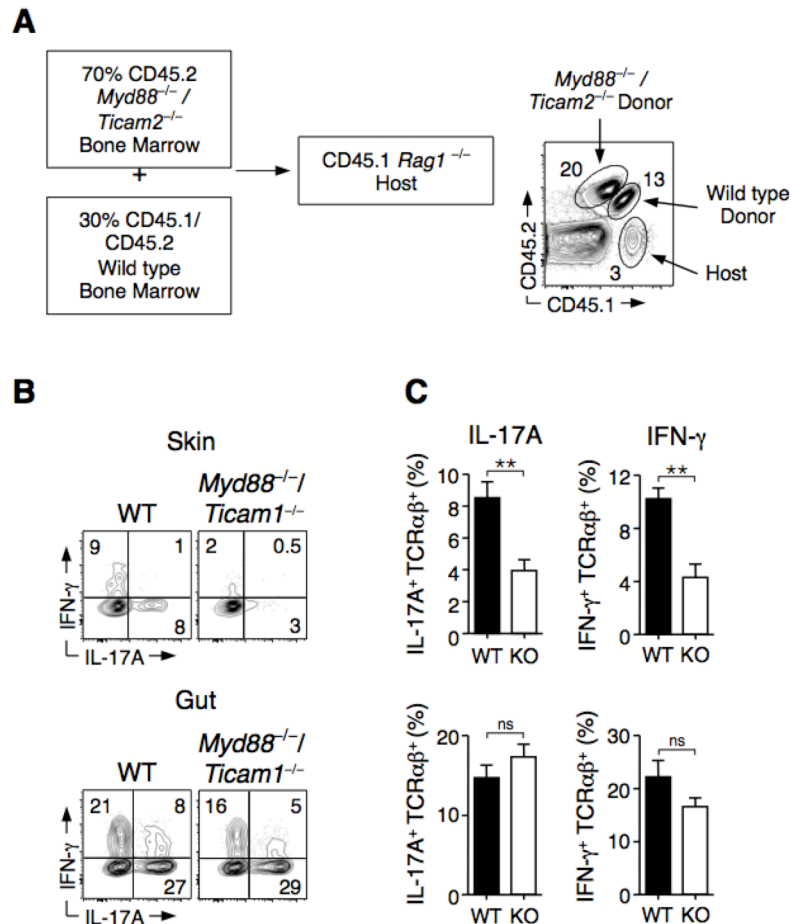 A
70% CD45.2
Myd88–/– /
Ticam2–/–
Bone Marrow
+
30% CD45.1/
CD45.2
Wild type
Bone Marrow
CD45.1 Rag1 –/–
Host
Myd88–/– /
Ticam2–/– Donor
20
13
3
CD45.2
CD45.1
Wild type
Donor
Host
B
Skin
WT
Myd88–/–/
Ticam1–/–
9
1
8
2
0.5
3
IFN-γ
IL-17A
Gut
WT
Myd88–/–/
Ticam1–/–
21
8
27
16
5
29
IFN-γ
IL-17A
C
IL-17A
IL-17A+ TCRαβ+ (%)
10
8
6
4
2
0
**
WT KO
IFN-γ
IFN-γ+ TCRαβ+ (%)
12
8
4
0
**
WT KO
IL-17A+ TCRαβ+ (%)
20
10
0
ns
WT KO
IFN-γ+ TCRαβ+ (%)
30
20
10
0
ns
WT KO